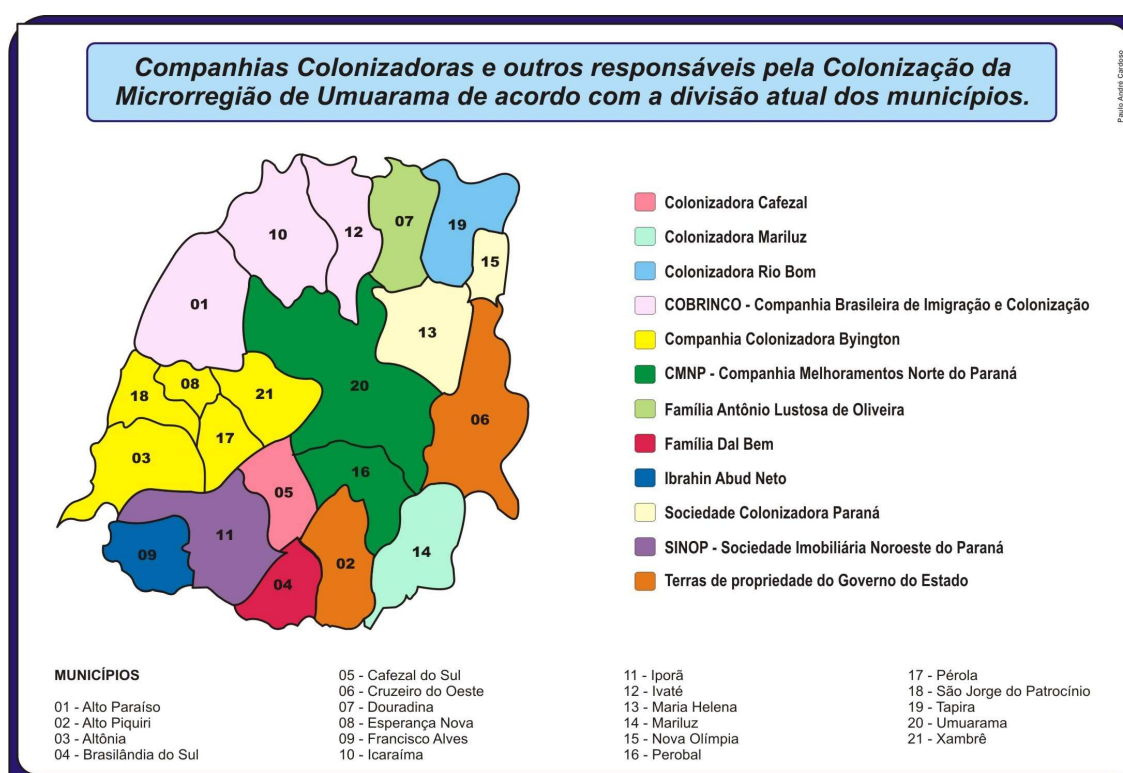 Companhias Colonizadoras e outros responsáveis pela Colonização da
Microrregião de Umuarama de acordo com a divisão atual dos municípios.
Paulo André Cardoso
10
12
07
19
15
01
13
18
08
21
20
06
17
03
16
05
11
09
02
14
04
Colonizadora Cafezal
Colonizadora Mariluz
Colonizadora Rio Bom
COBRINCO - Companhia Brasileira de Imigração e Colonização
Companhia Colonizadora Byington
CMNP - Companhia Melhoramentos Norte do Paraná
Família Antônio Lustosa de Oliveira
Família Dal Bem
Ibrahin Abud Neto
Sociedade Colonizadora Paraná
SINOP - Sociedade Imobiliária Noroeste do Paraná
Terras de propriedade do Governo do Estado
MUNICÍPIOS
01 - Alto Paraíso
02 - Alto Piquiri
03 - Altônia
04 - Brasilândia do Sul
05 - Cafezal do Sul
06 - Cruzeiro do Oeste
07 - Douradina
08 - Esperança Nova
09 - Francisco Alves
10 - Icaraíma
11 - Iporã
12 - Ivaté
13 - Maria Helena
14 - Mariluz
15 - Nova Olímpia
16 - Perobal
17 - Pérola
18 - São Jorge do Patrocínio
19 - Tapira
20 - Umuarama
21 - Xambrê